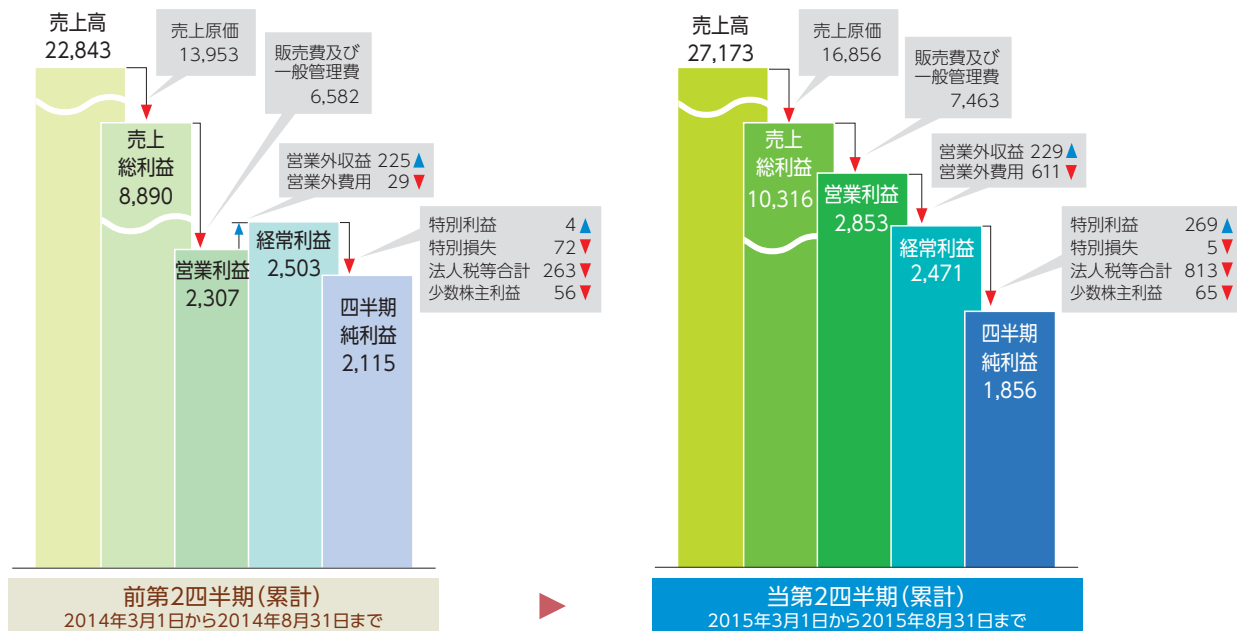 売上高
22,843
売上原価
13,953
販売費及び
一般管理費
6,582
売上
総利益
8,890
営業外収益 225▲
営業外費用 29▼
営業利益
2,307
経常利益
2,503
特別利益 4▲
特別損失 72▼
法人税等合計 263▼
少数株主利益 56▼
四半期
純利益
2,115
前第2四半期(累計)
2014年3月1日から2014年8月31日まで
▶
売上高
27,173
売上原価
16,856
販売費及び
一般管理費
7,463
売上
総利益
10,316
営業外収益 229▲
営業外費用 611▼
営業利益
2,853
経常利益
2,471
特別利益 269▲
特別損失 5▼
法人税等合計 813▼
少数株主利益 65▼
四半期
純利益
1,856
当第2四半期(累計)
2015年3月1日から2015年8月31日まで